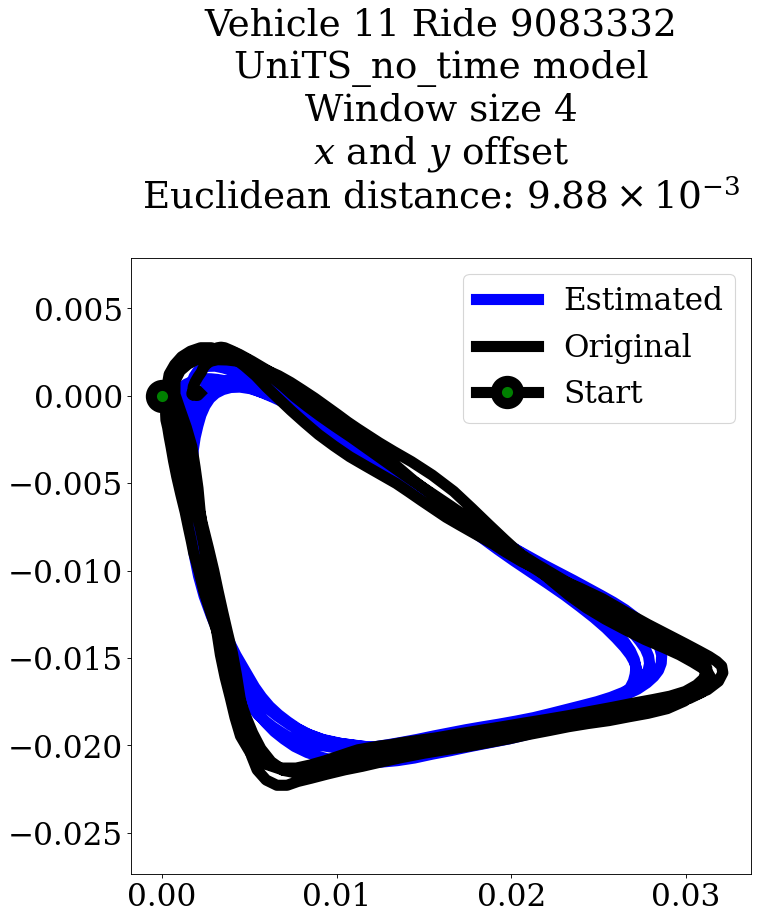 Vehicle 11 Ride 9083332
UniTS_no_time model
Window size 4
x and y offset
Euclidean distance: 9.88 × 10⁻³
Estimated
Original
Start
0.005
0.000
−0.005
−0.010
−0.015
−0.020
−0.025
0.00 0.01 0.02 0.03